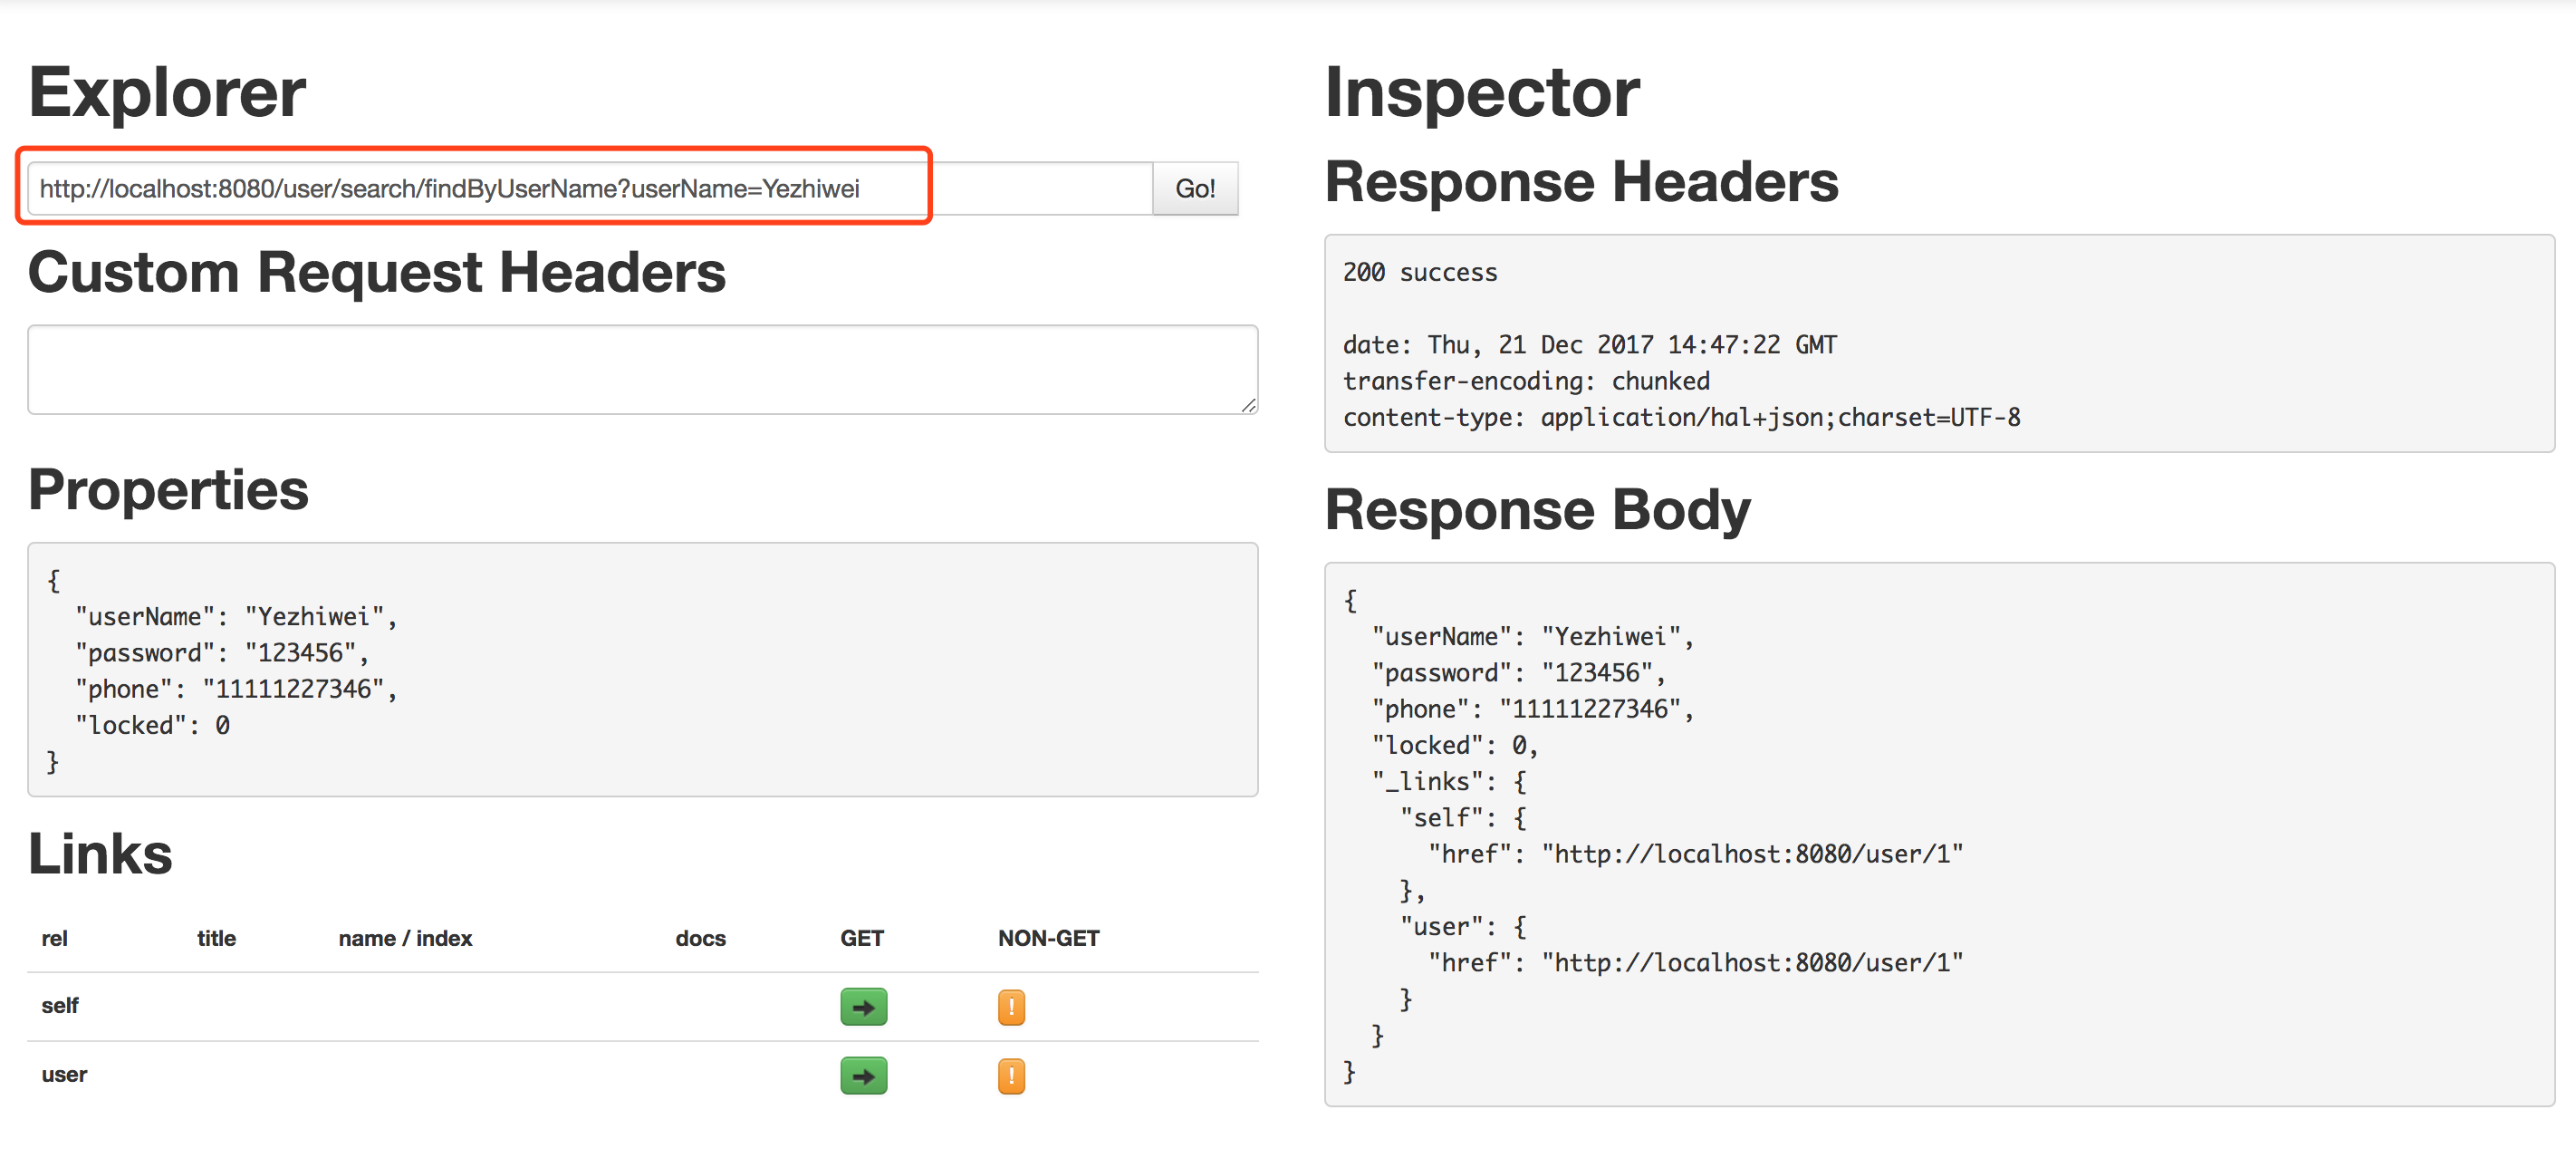 Explorer
http://localhost:8080/user/search/findByUserName?userName=Yezhiwei
Go!
Custom Request Headers
Properties
{
  "userName": "Yezhiwei",
  "password": "123456",
  "phone": "11111227346",
  "locked": 0
}
Links
rel title name / index docs GET NON-GET
self !
user !
Inspector
Response Headers
200 success
date: Thu, 21 Dec 2017 14:47:22 GMT
transfer-encoding: chunked
content-type: application/hal+json;charset=UTF-8
Response Body
{
  "userName": "Yezhiwei",
  "password": "123456",
  "phone": "11111227346",
  "locked": 0,
  "_links": {
    "self": {
      "href": "http://localhost:8080/user/1"
    },
    "user": {
      "href": "http://localhost:8080/user/1"
    }
  }
}